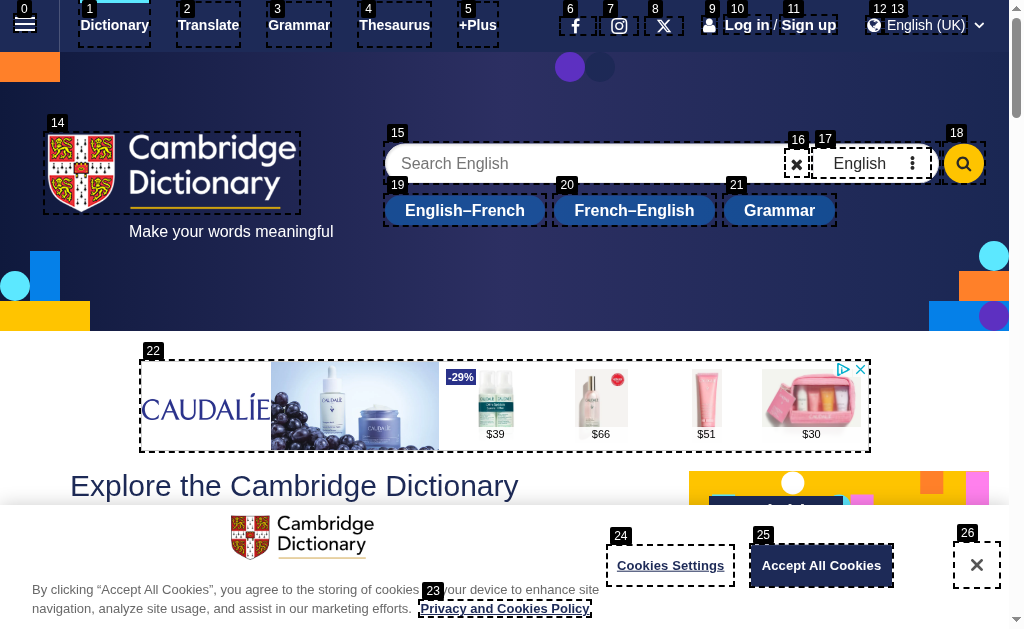 0 1 2 3 4 5 6 7 8 9 10 11 12 13
Dictionary Translate Grammar Thesaurus +Plus Log in / Sign up English (UK)
14
15 16 17 18
Cambridge
Dictionary
Search English English
19 20 21
English–French French–English Grammar
Make your words meaningful
22
CAUDALÍE
-29%
$39 $66 $51 $30
Explore the Cambridge Dictionary
Cambridge
Dictionary
24 25 26
Cookies Settings Accept All Cookies
By clicking “Accept All Cookies”, you agree to the storing of cookies your device to enhance site
23
navigation, analyze site usage, and assist in our marketing efforts. Privacy and Cookies Policy